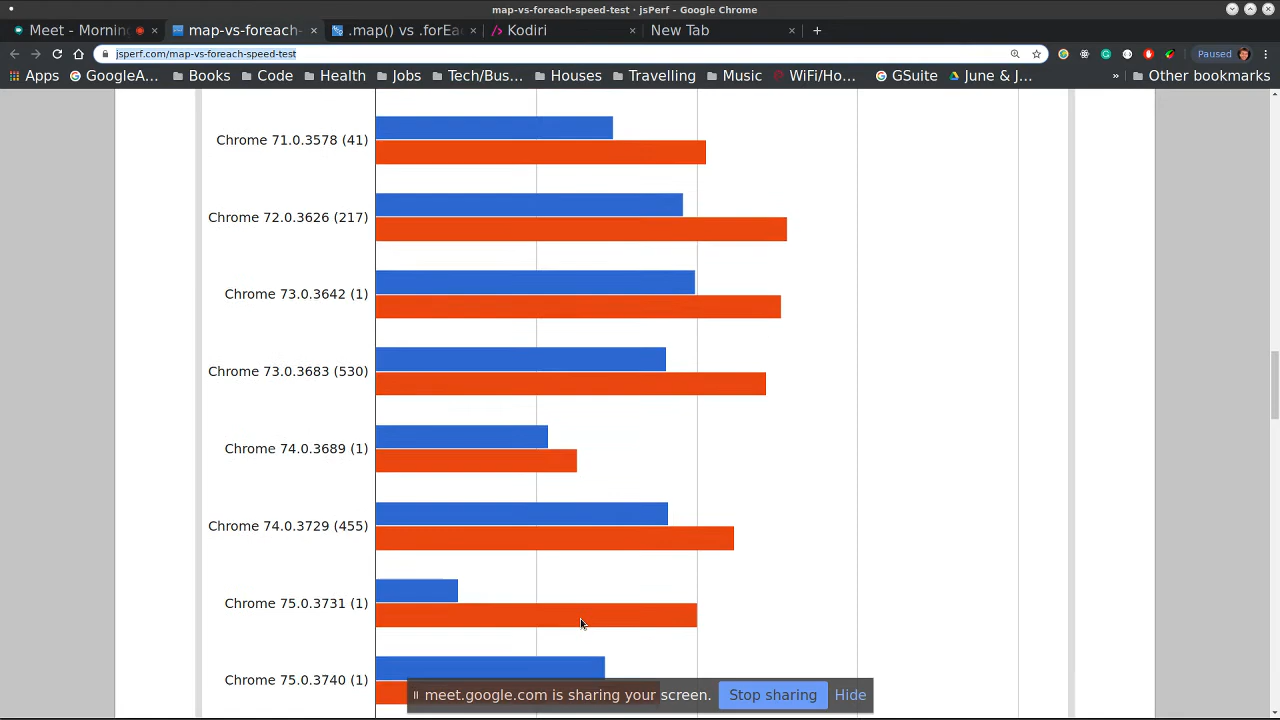 map-vs-foreach-speed-test · jsPerf - Google Chrome
Meet - Mornin
map-vs-foreach-
.map() vs .forEa
Kodiri
New Tab
jsperf.com/map-vs-foreach-speed-test
Paused
Apps
GoogleA...
Books
Code
Health
Jobs
Tech/Bus...
Houses
Travelling
Music
WiFi/Ho...
GSuite
June & J...
»
Other bookmarks
Chrome 71.0.3578 (41)
Chrome 72.0.3626 (217)
Chrome 73.0.3642 (1)
Chrome 73.0.3683 (530)
Chrome 74.0.3689 (1)
Chrome 74.0.3729 (455)
Chrome 75.0.3731 (1)
Chrome 75.0.3740 (1)
meet.google.com is sharing your screen.
Stop sharing
Hide